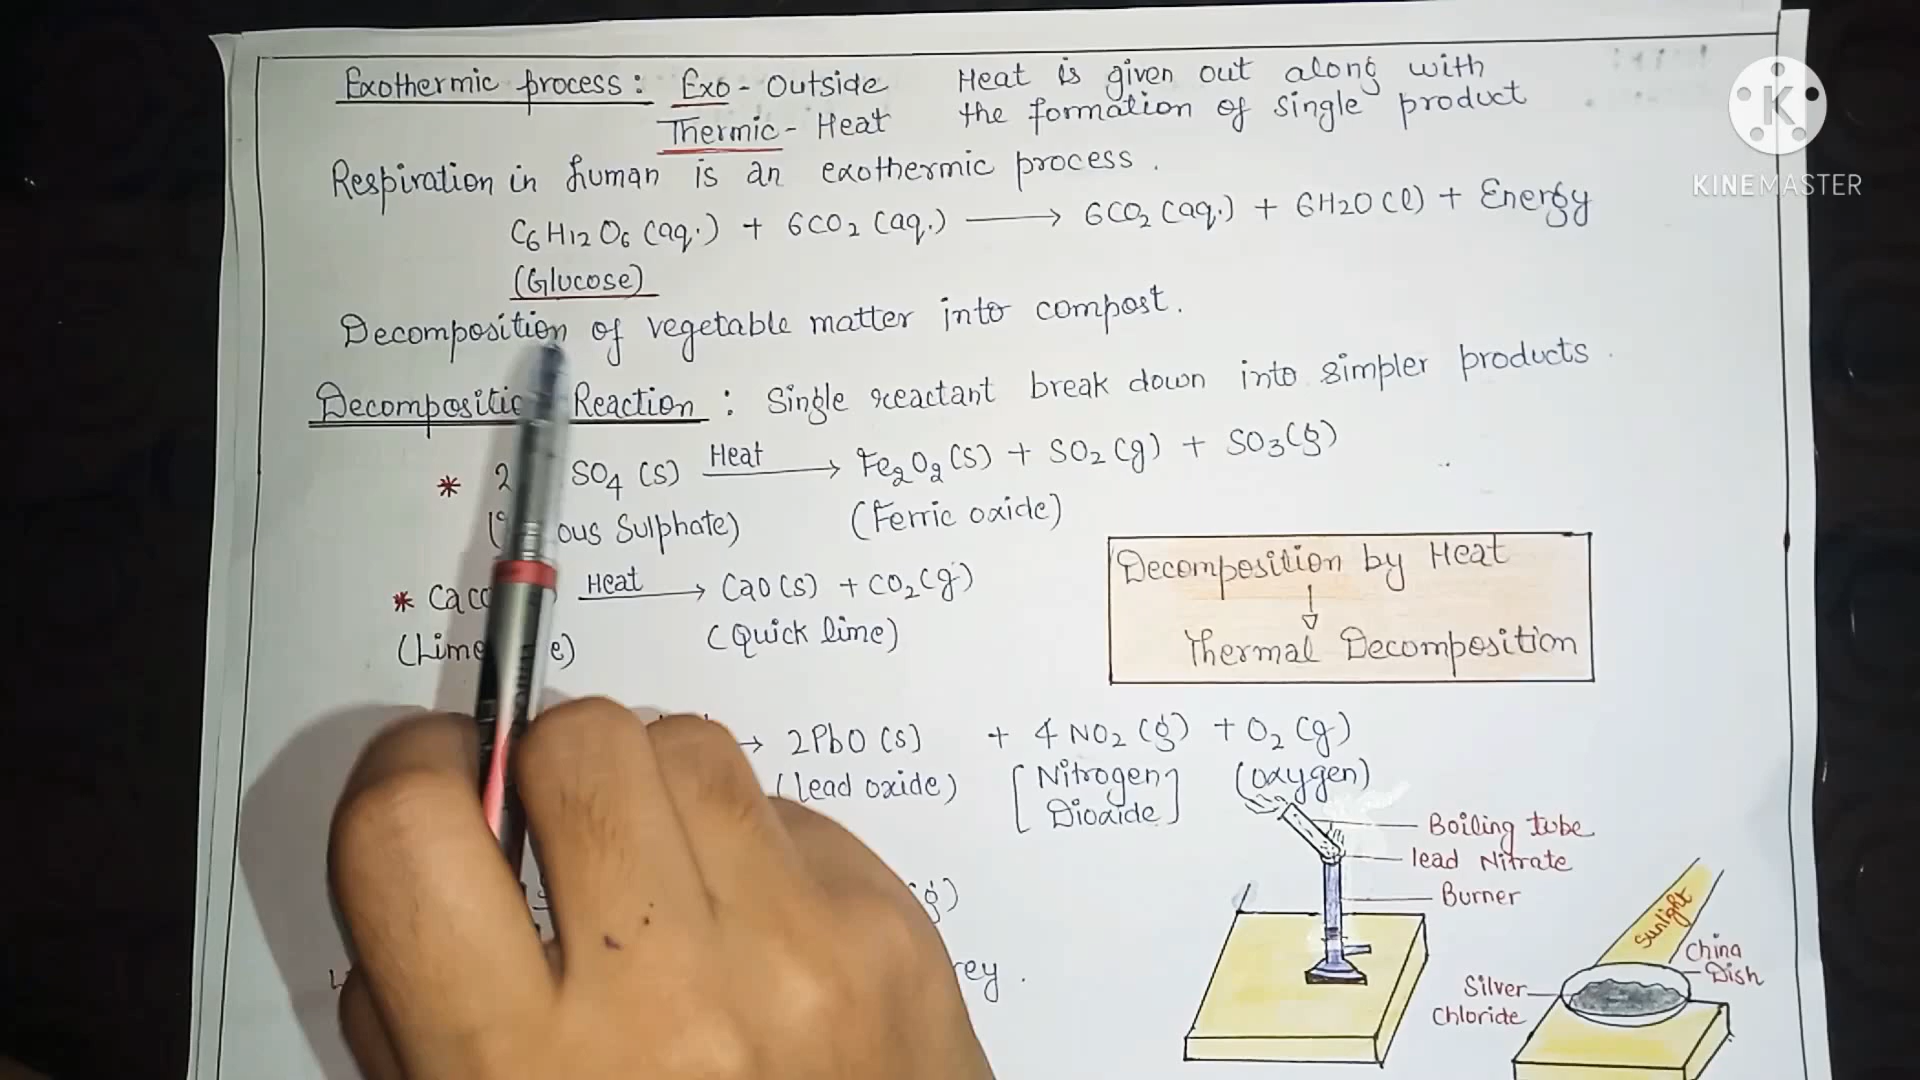 Exothermic process: Exo - Outside Heat is given out along with
Thermic - Heat the formation of single product
Respiration in human is an exothermic process.
C6H12O6 (aq.) + 6CO2 (aq.) → 6CO2 (aq.) + 6H2O (l) + Energy
(Glucose)
Decomposition of vegetable matter into compost.
Reaction : Single reactant break down into simpler products.
* 2 SO4 (s) Heat → Fe2O2 (s) + SO2 (g) + SO3 (g)
Sulphate) (Ferric oxide)
* Heat → CaO (s) + CO2 (g)
(Quick lime)
Decomposition by Heat
↓
Thermal Decomposition
→ 2PbO (s) + 4NO2 (g) + O2 (g)
(lead oxide) [Nitrogen Dioxide] (oxygen)
Boiling tube
lead Nitrate
Burner
g)
Sunlight
China Dish
Silver Chloride
K
KINEMASTER